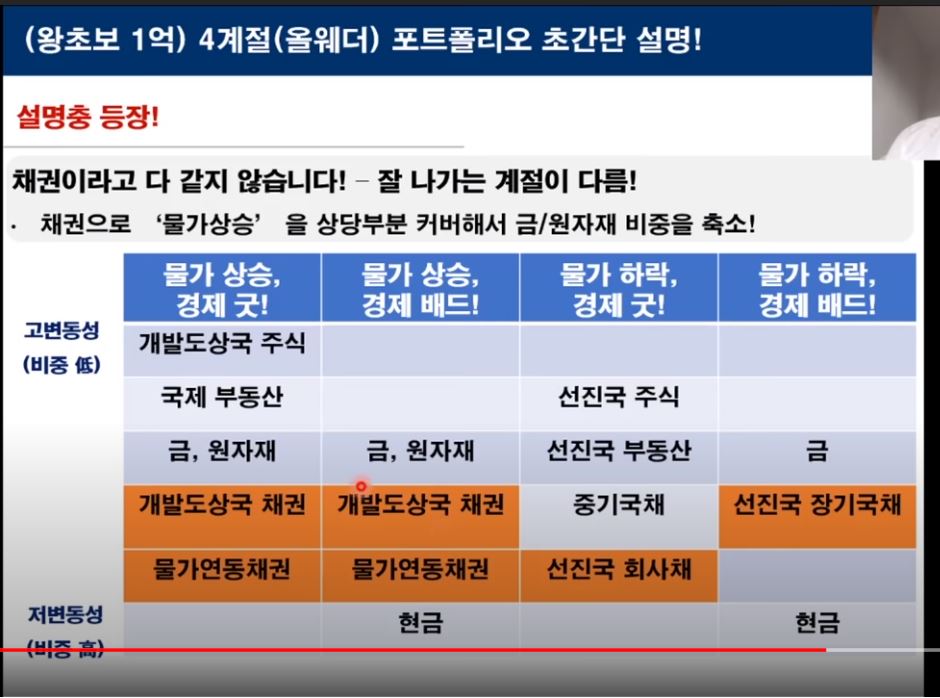 (왕초보 1억) 4계절(올웨더) 포트폴리오 초간단 설명!
설명충 등장!
채권이라고 다 같지 않습니다! – 잘 나가는 계절이 다름!
· 채권으로 ‘물가상승’ 을 상당부분 커버해서 금/원자재 비중을 축소!
물가 상승, 물가 상승, 물가 하락, 물가 하락,
경제 굿! 경제 배드! 경제 굿! 경제 배드!
고변동성
(비중 低)
개발도상국 주식
국제 부동산 선진국 주식
금, 원자재 금, 원자재 선진국 부동산 금
개발도상국 채권 개발도상국 채권 중기국채 선진국 장기국채
물가연동채권 물가연동채권 선진국 회사채
저변동성
(비중 高)
현금 현금